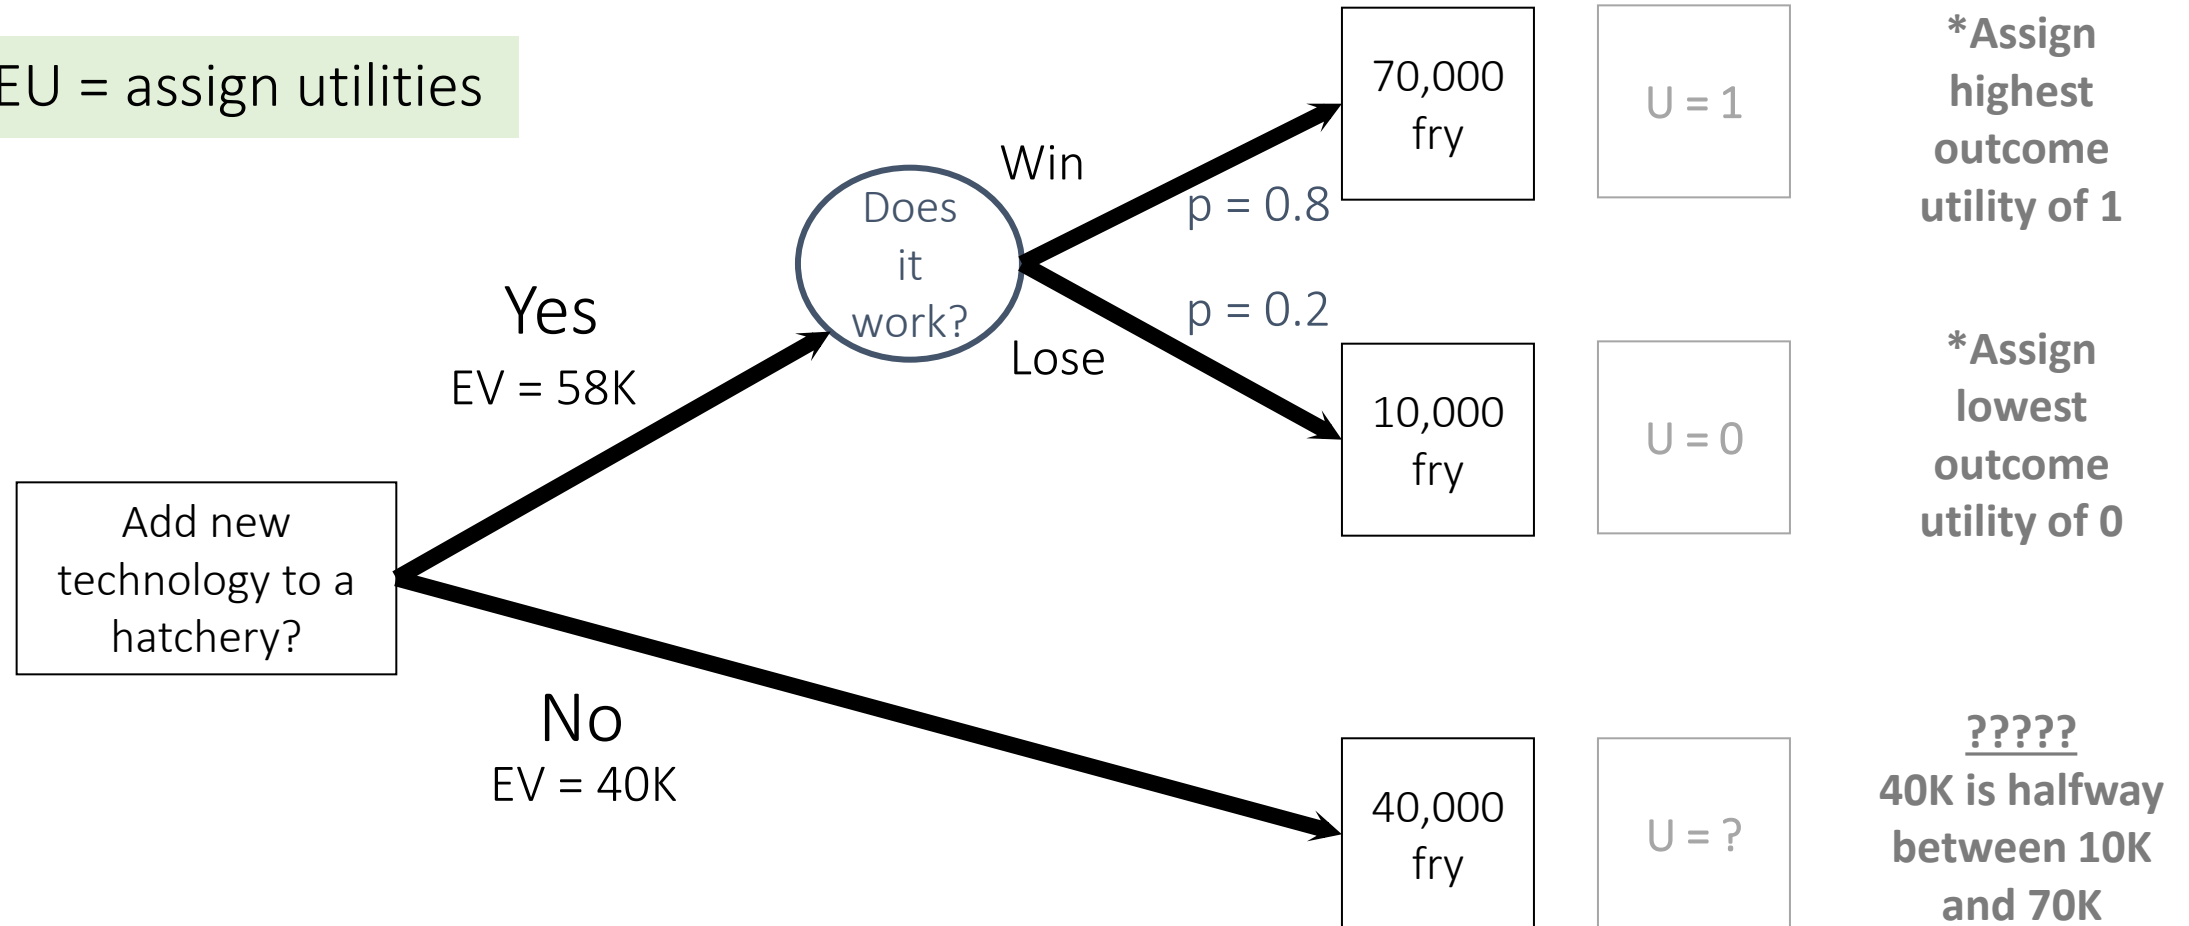 EU = assign utilities
Add new
technology to a
hatchery?
Yes
EV = 58K
No
EV = 40K
Does
it
work?
Win
p = 0.8
p = 0.2
Lose
70,000
fry
U = 1
*Assign
highest
outcome
utility of 1
10,000
fry
U = 0
*Assign
lowest
outcome
utility of 0
40,000
fry
U = ?
?????
40K is halfway
between 10K
and 70K